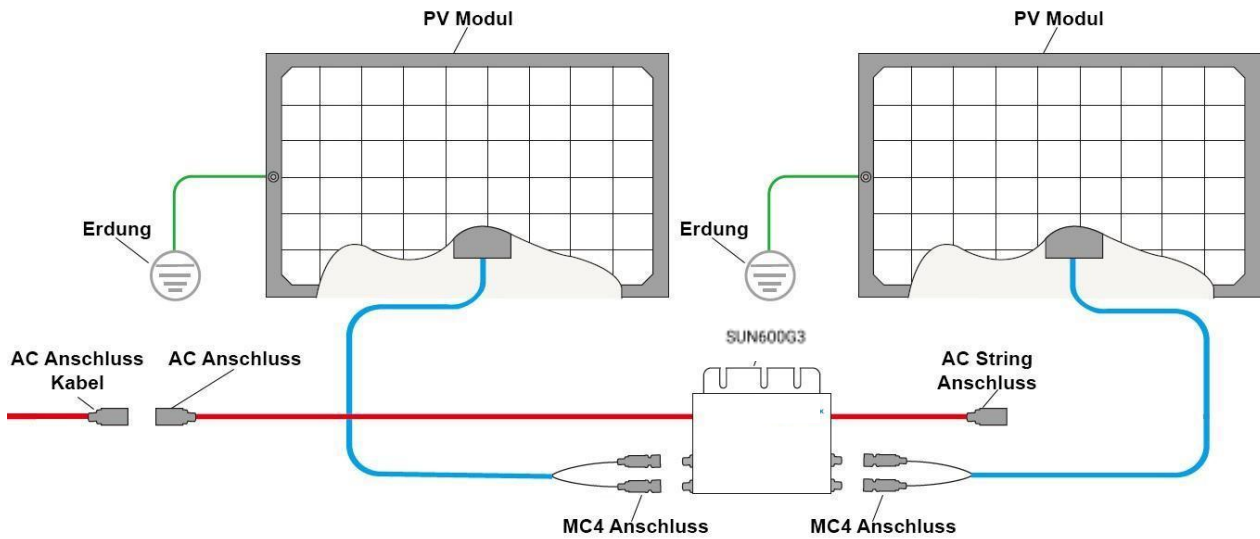 PV Modul
PV Modul
Erdung
Erdung
SUN600G3
AC Anschluss
Kabel
AC Anschluss
AC String
Anschluss
MC4 Anschluss
MC4 Anschluss